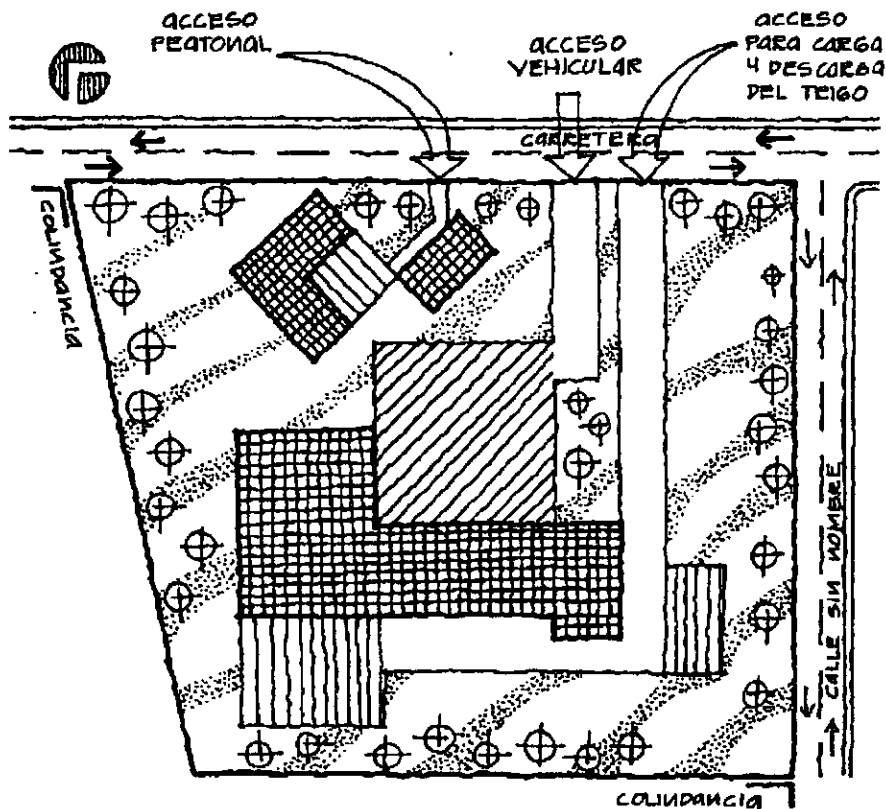 ACCESO
PEATONAL
ACCESO
VEHICULAR
ACCESO
PARA CARGA
Y DESCARGA
DEL TRIGO
CARRETERA
COLINDANCIA
CALLE SIN NOMBRE
COLINDANCIA